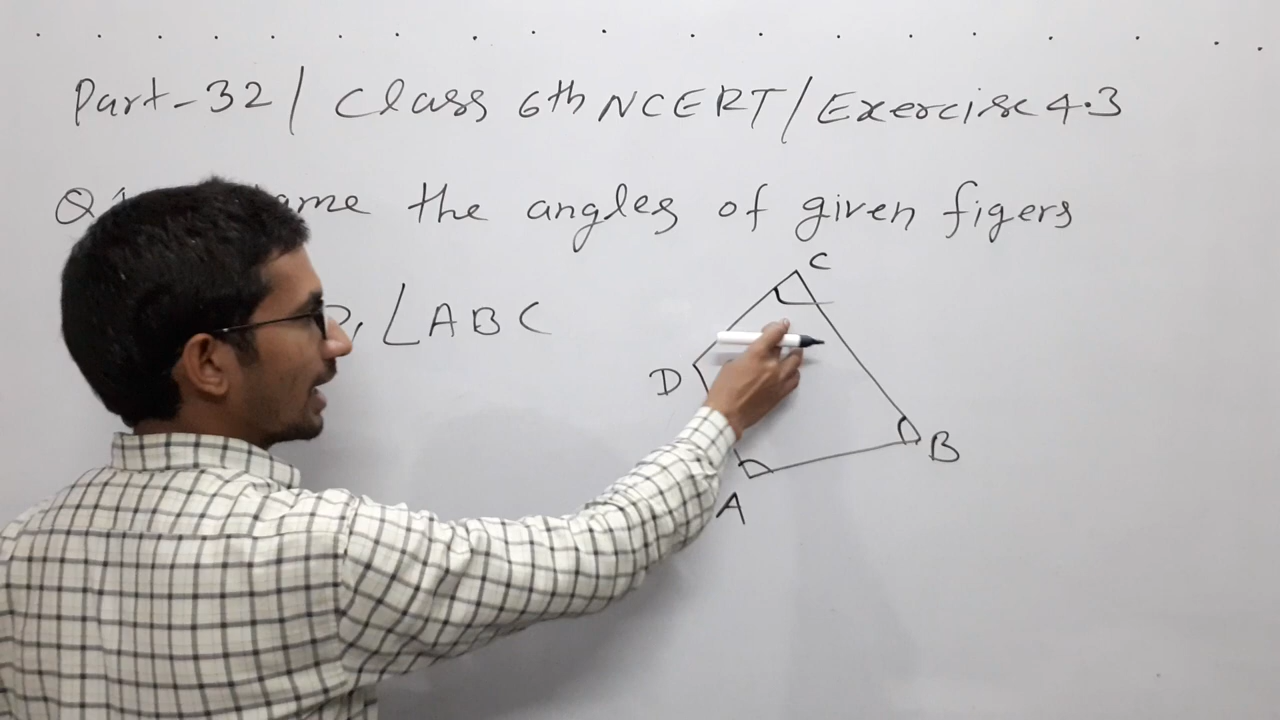 Part-32 / Class 6th NCERT / Exercise 4.3
the angles of given figers
C
∠ABC
D
B
A